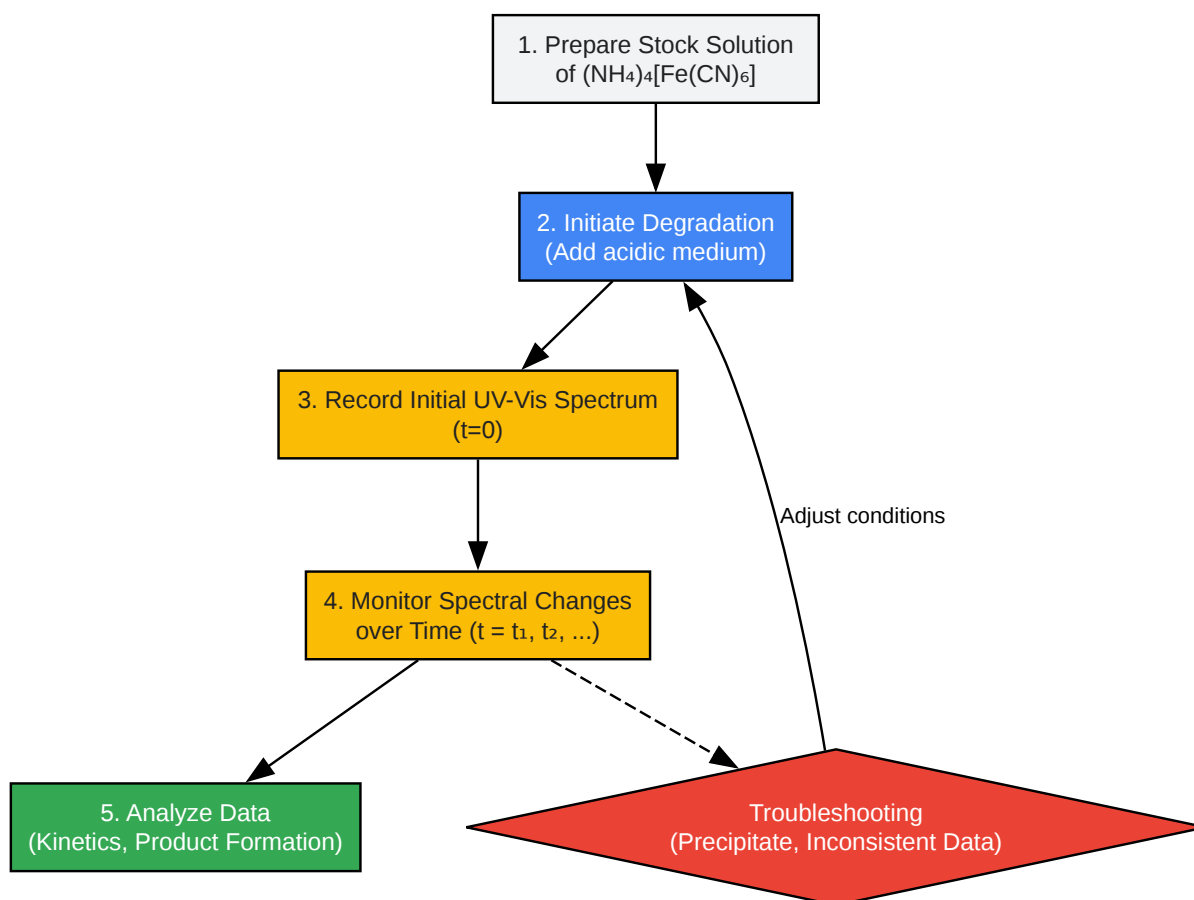 1. Prepare Stock Solution
of (NH₄)₄[Fe(CN)₆]
2. Initiate Degradation
(Add acidic medium)
3. Record Initial UV-Vis Spectrum
(t=0)
Adjust conditions
4. Monitor Spectral Changes
over Time (t = t₁, t₂, ...)
5. Analyze Data
(Kinetics, Product Formation)
Troubleshooting
(Precipitate, Inconsistent Data)